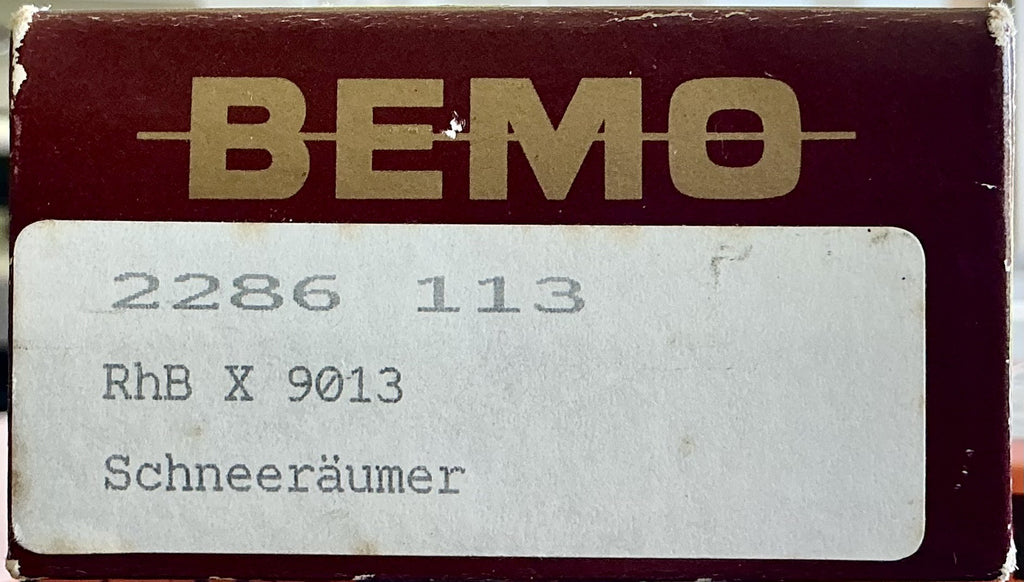 BEMO
2286 113
RhB X 9013
Schneeräumer